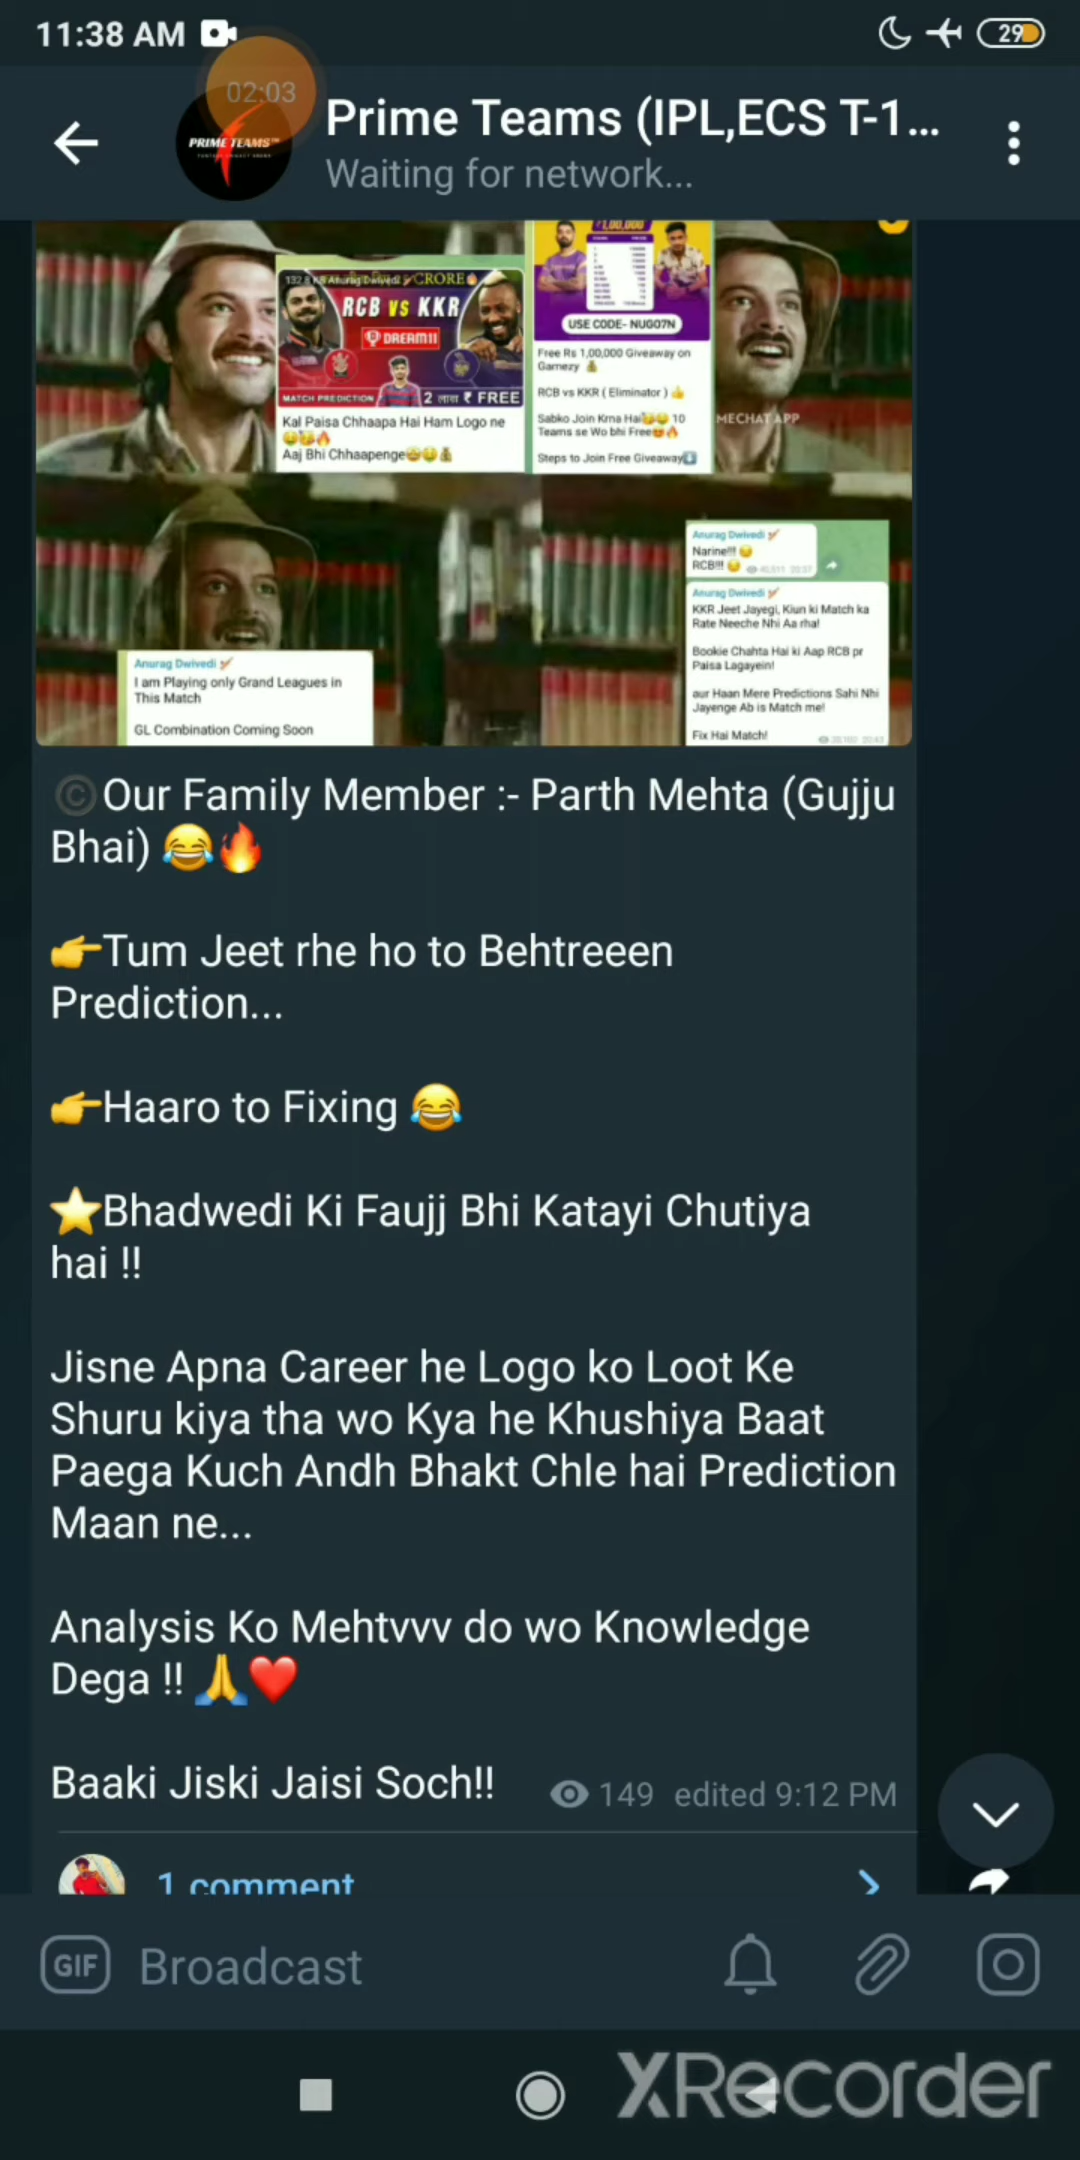 11:38 AM
29
02:03
PRIME TEAMS
Prime Teams (IPL,ECS T-1...
Waiting for network...
CRORE
RCB VS KKR
DREAM11
MATCH PREDICTION
2 लाख ₹ FREE
Kal Paisa Chhaapa Hai Ham Logo ne
🔥
Aaj Bhi Chhaapenge
₹1,00,000
USE CODE- NUGO7N
Free Rs 1,00,000 Giveaway on
Gamezy 💰
RCB vs KKR ( Eliminator ) 👍
Sabko Join Krna Hai 10
Teams se Wo bhi Free
Steps to Join Free Giveaway⬇️
MECHAT APP
Anurag Dwivedi
I am Playing only Grand Leagues in
This Match
GL Combination Coming Soon
Anurag Dwivedi
Narine!!!
RCB!!!
Anurag Dwivedi
KKR Jeet Jayegi, Kiun ki Match ka
Rate Neeche Nhi Aa rha!
Bookie Chahta Hai ki Aap RCB pr
Paisa Lagayein!
aur Haan Mere Predictions Sahi Nhi
Jayenge Ab is Match me!
Fix Hai Match!
©Our Family Member :- Parth Mehta (Gujju
Bhai) 😂🔥
👉Tum Jeet rhe ho to Behtreeen
Prediction...
👉Haaro to Fixing 😂
⭐Bhadwedi Ki Faujj Bhi Katayi Chutiya
hai !!
Jisne Apna Career he Logo ko Loot Ke
Shuru kiya tha wo Kya he Khushiya Baat
Paega Kuch Andh Bhakt Chle hai Prediction
Maan ne...
Analysis Ko Mehtvvv do wo Knowledge
Dega !! 🙏❤️
Baaki Jiski Jaisi Soch!!
149 edited 9:12 PM
1 comment
GIF Broadcast
XRecorder